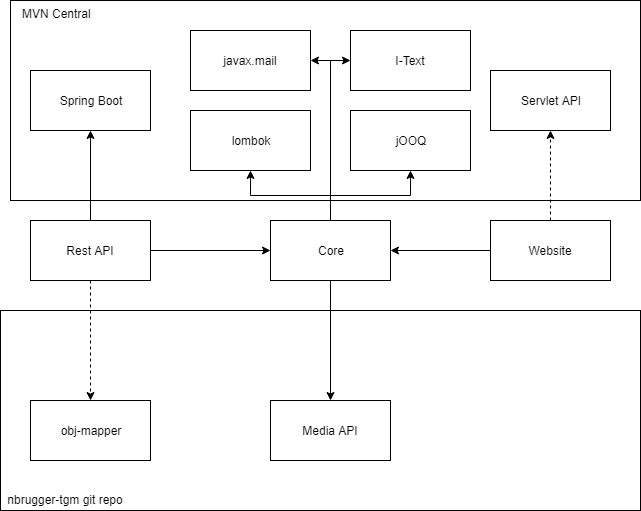 MVN Central
javax.mail
I-Text
Spring Boot
Servlet API
lombok
jOOQ
Rest API
Core
Website
obj-mapper
Media API
nbrugger-tgm git repo